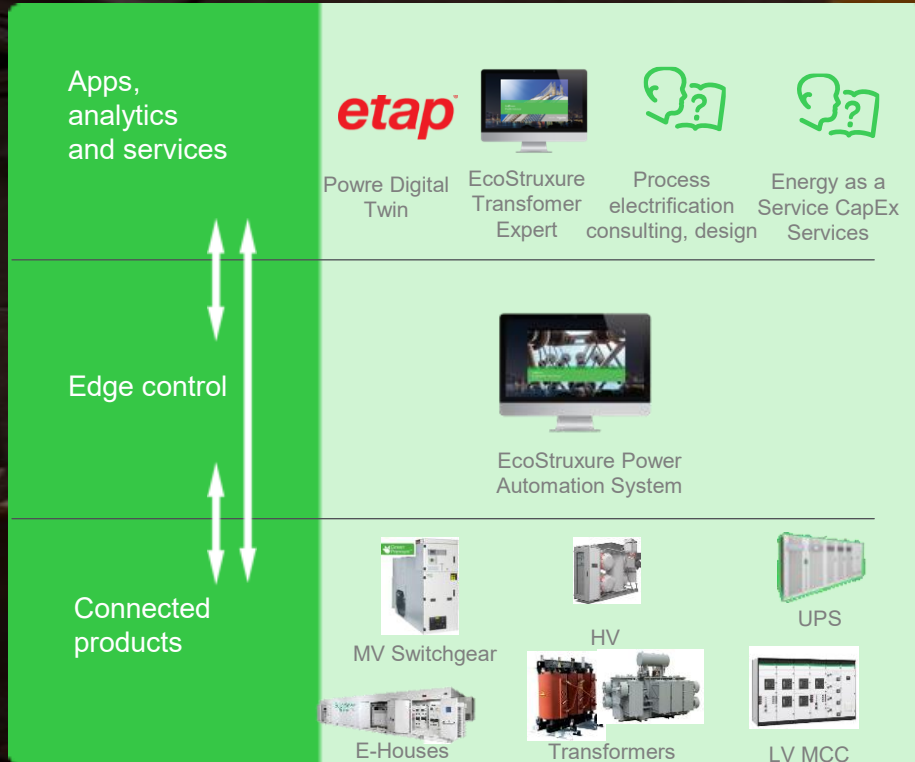 Apps,
analytics
and services
etap
Powre Digital
Twin
EcoStruxure
Transfomer
Expert
Process
electrification
consulting, design
Energy as a
Service CapEx
Services
Edge control
EcoStruxure Power
Automation System
Connected
products
MV Switchgear
HV
UPS
E-Houses
Transformers
LV MCC